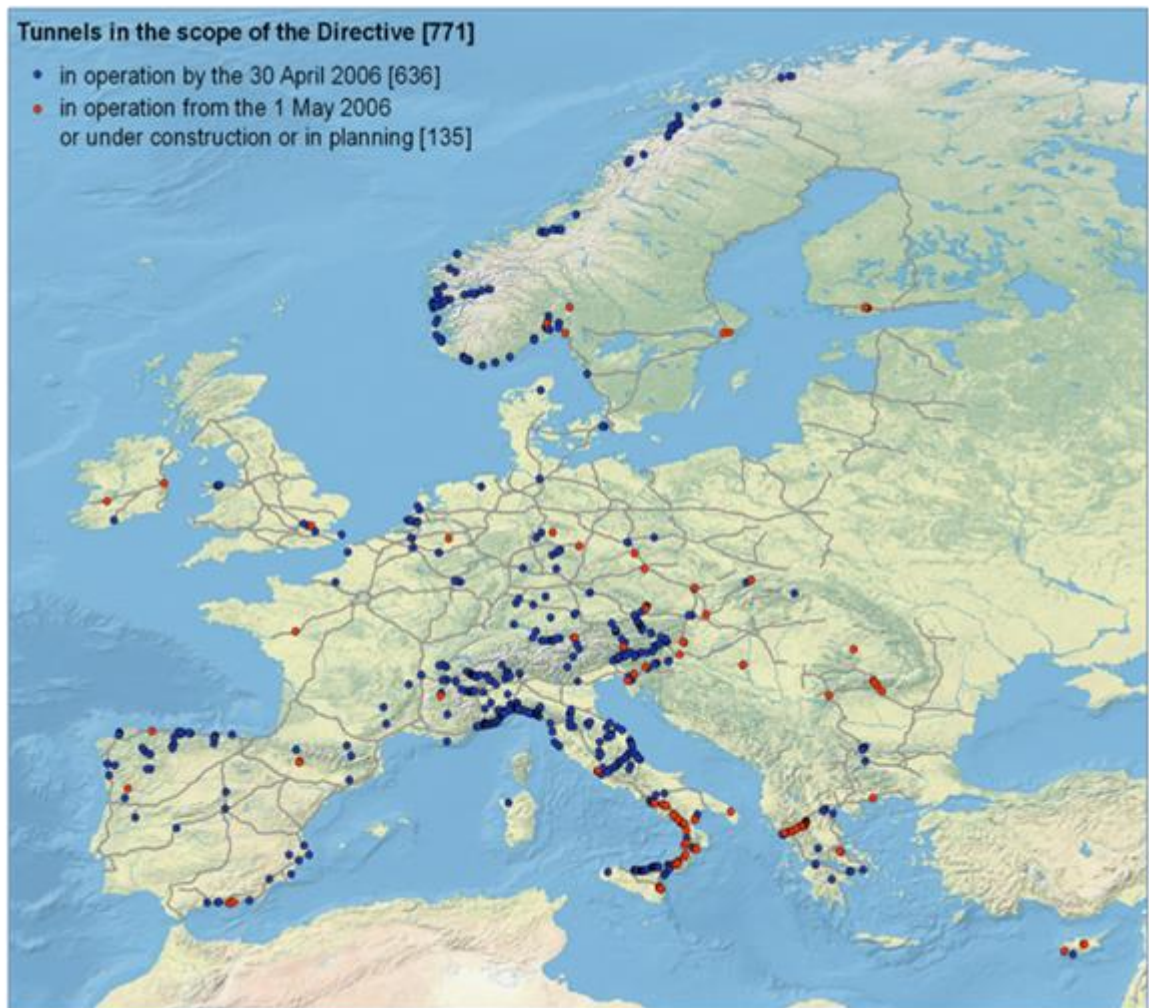 Tunnels in the scope of the Directive [771]
in operation by the 30 April 2006 [636]
in operation from the 1 May 2006
or under construction or in planning [135]